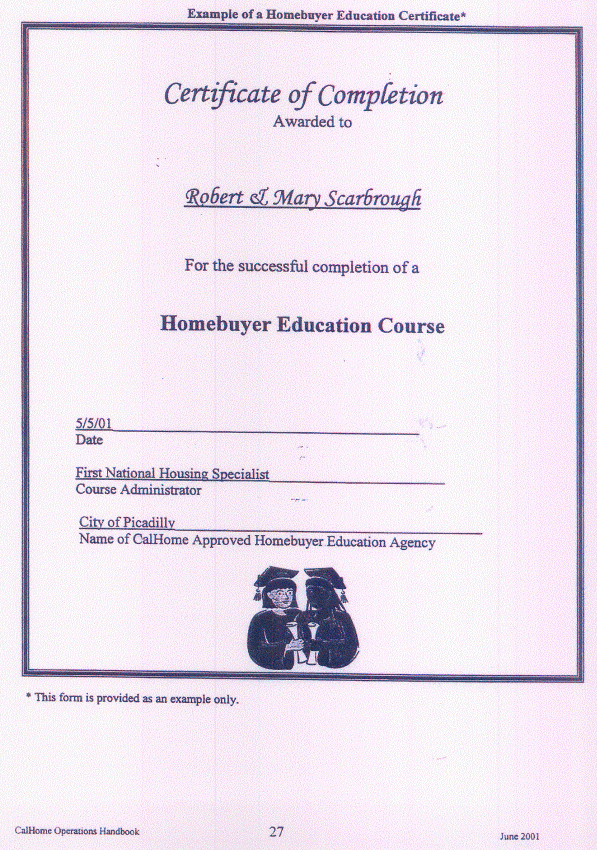 Example of a Homebuyer Education Certificate*
Certificate of Completion
Awarded to
Robert & Mary Scarbrough
For the successful completion of a
Homebuyer Education Course
5/5/01
Date
First National Housing Specialist
Course Administrator
City of Picadilly
Name of CalHome Approved Homebuyer Education Agency
* This form is provided as an example only.
CalHome Operations Handbook
27
June 2001